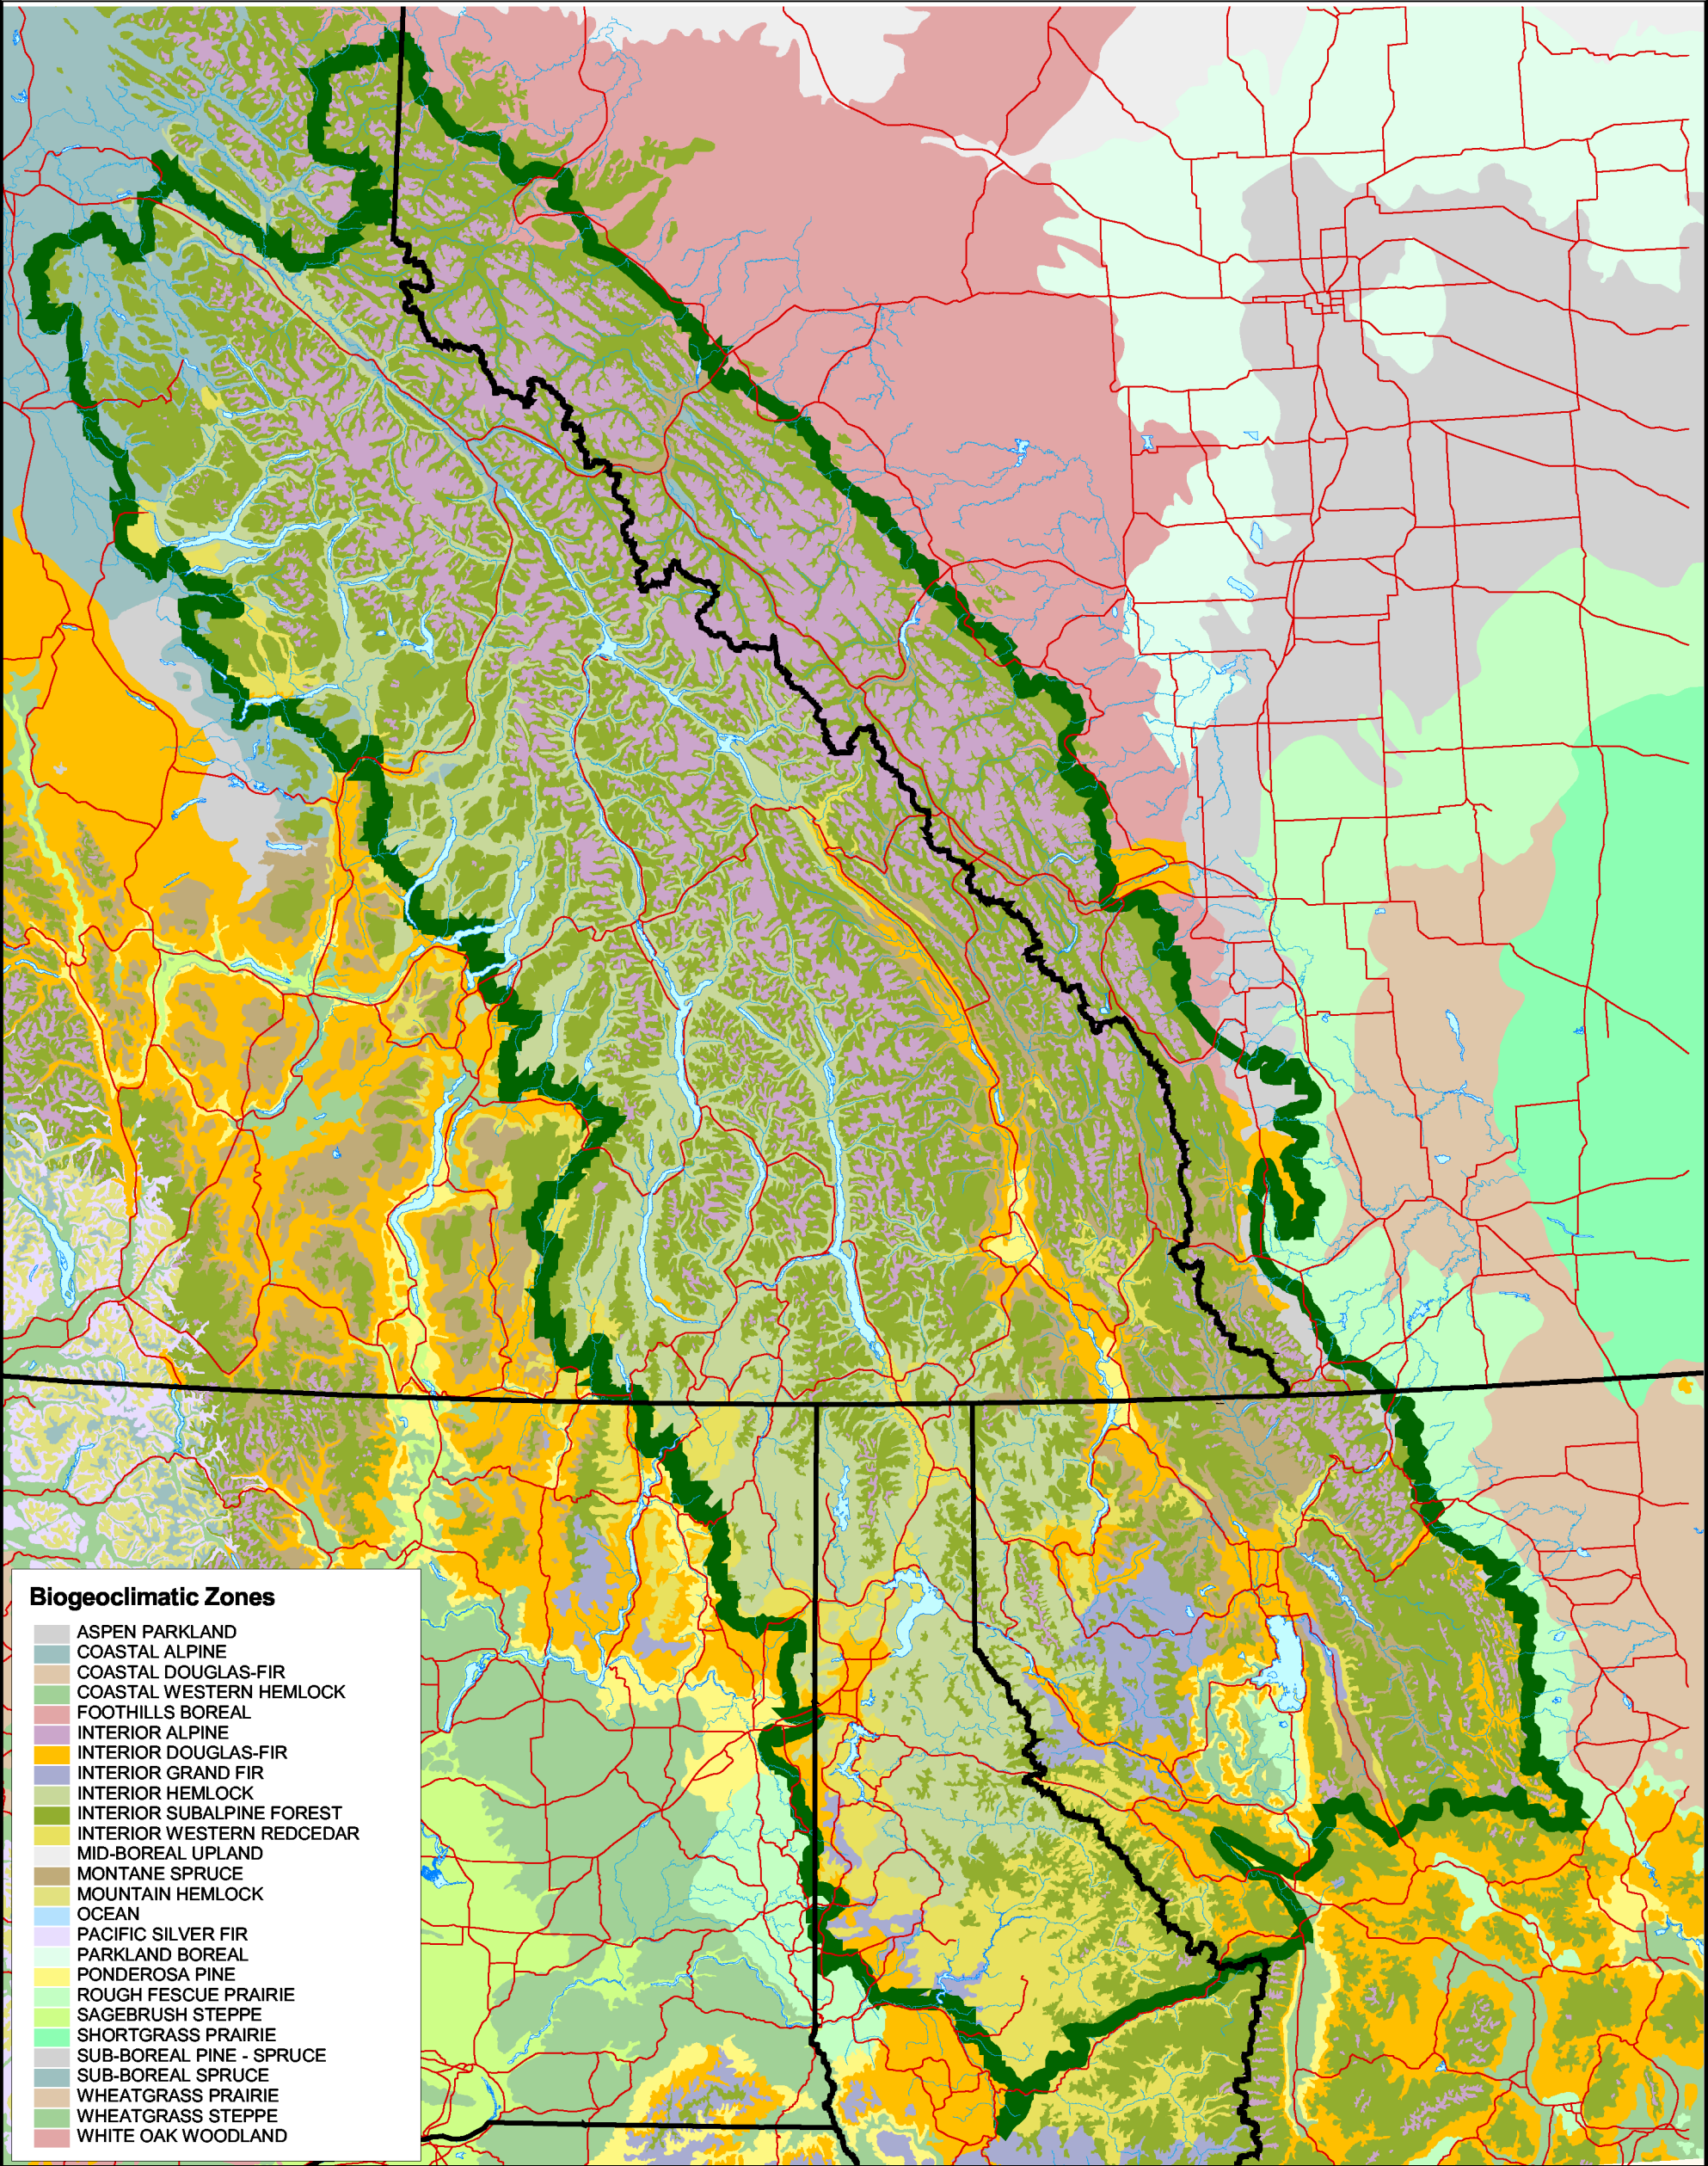 Biogeoclimatic Zones
ASPEN PARKLAND
COASTAL ALPINE
COASTAL DOUGLAS-FIR
COASTAL WESTERN HEMLOCK
FOOTHILLS BOREAL
INTERIOR ALPINE
INTERIOR DOUGLAS-FIR
INTERIOR GRAND FIR
INTERIOR HEMLOCK
INTERIOR SUBALPINE FOREST
INTERIOR WESTERN REDCEDAR
MID-BOREAL UPLAND
MONTANE SPRUCE
MOUNTAIN HEMLOCK
OCEAN
PACIFIC SILVER FIR
PARKLAND BOREAL
PONDEROSA PINE
ROUGH FESCUE PRAIRIE
SAGEBRUSH STEPPE
SHORTGRASS PRAIRIE
SUB-BOREAL PINE - SPRUCE
SUB-BOREAL SPRUCE
WHEATGRASS PRAIRIE
WHEATGRASS STEPPE
WHITE OAK WOODLAND